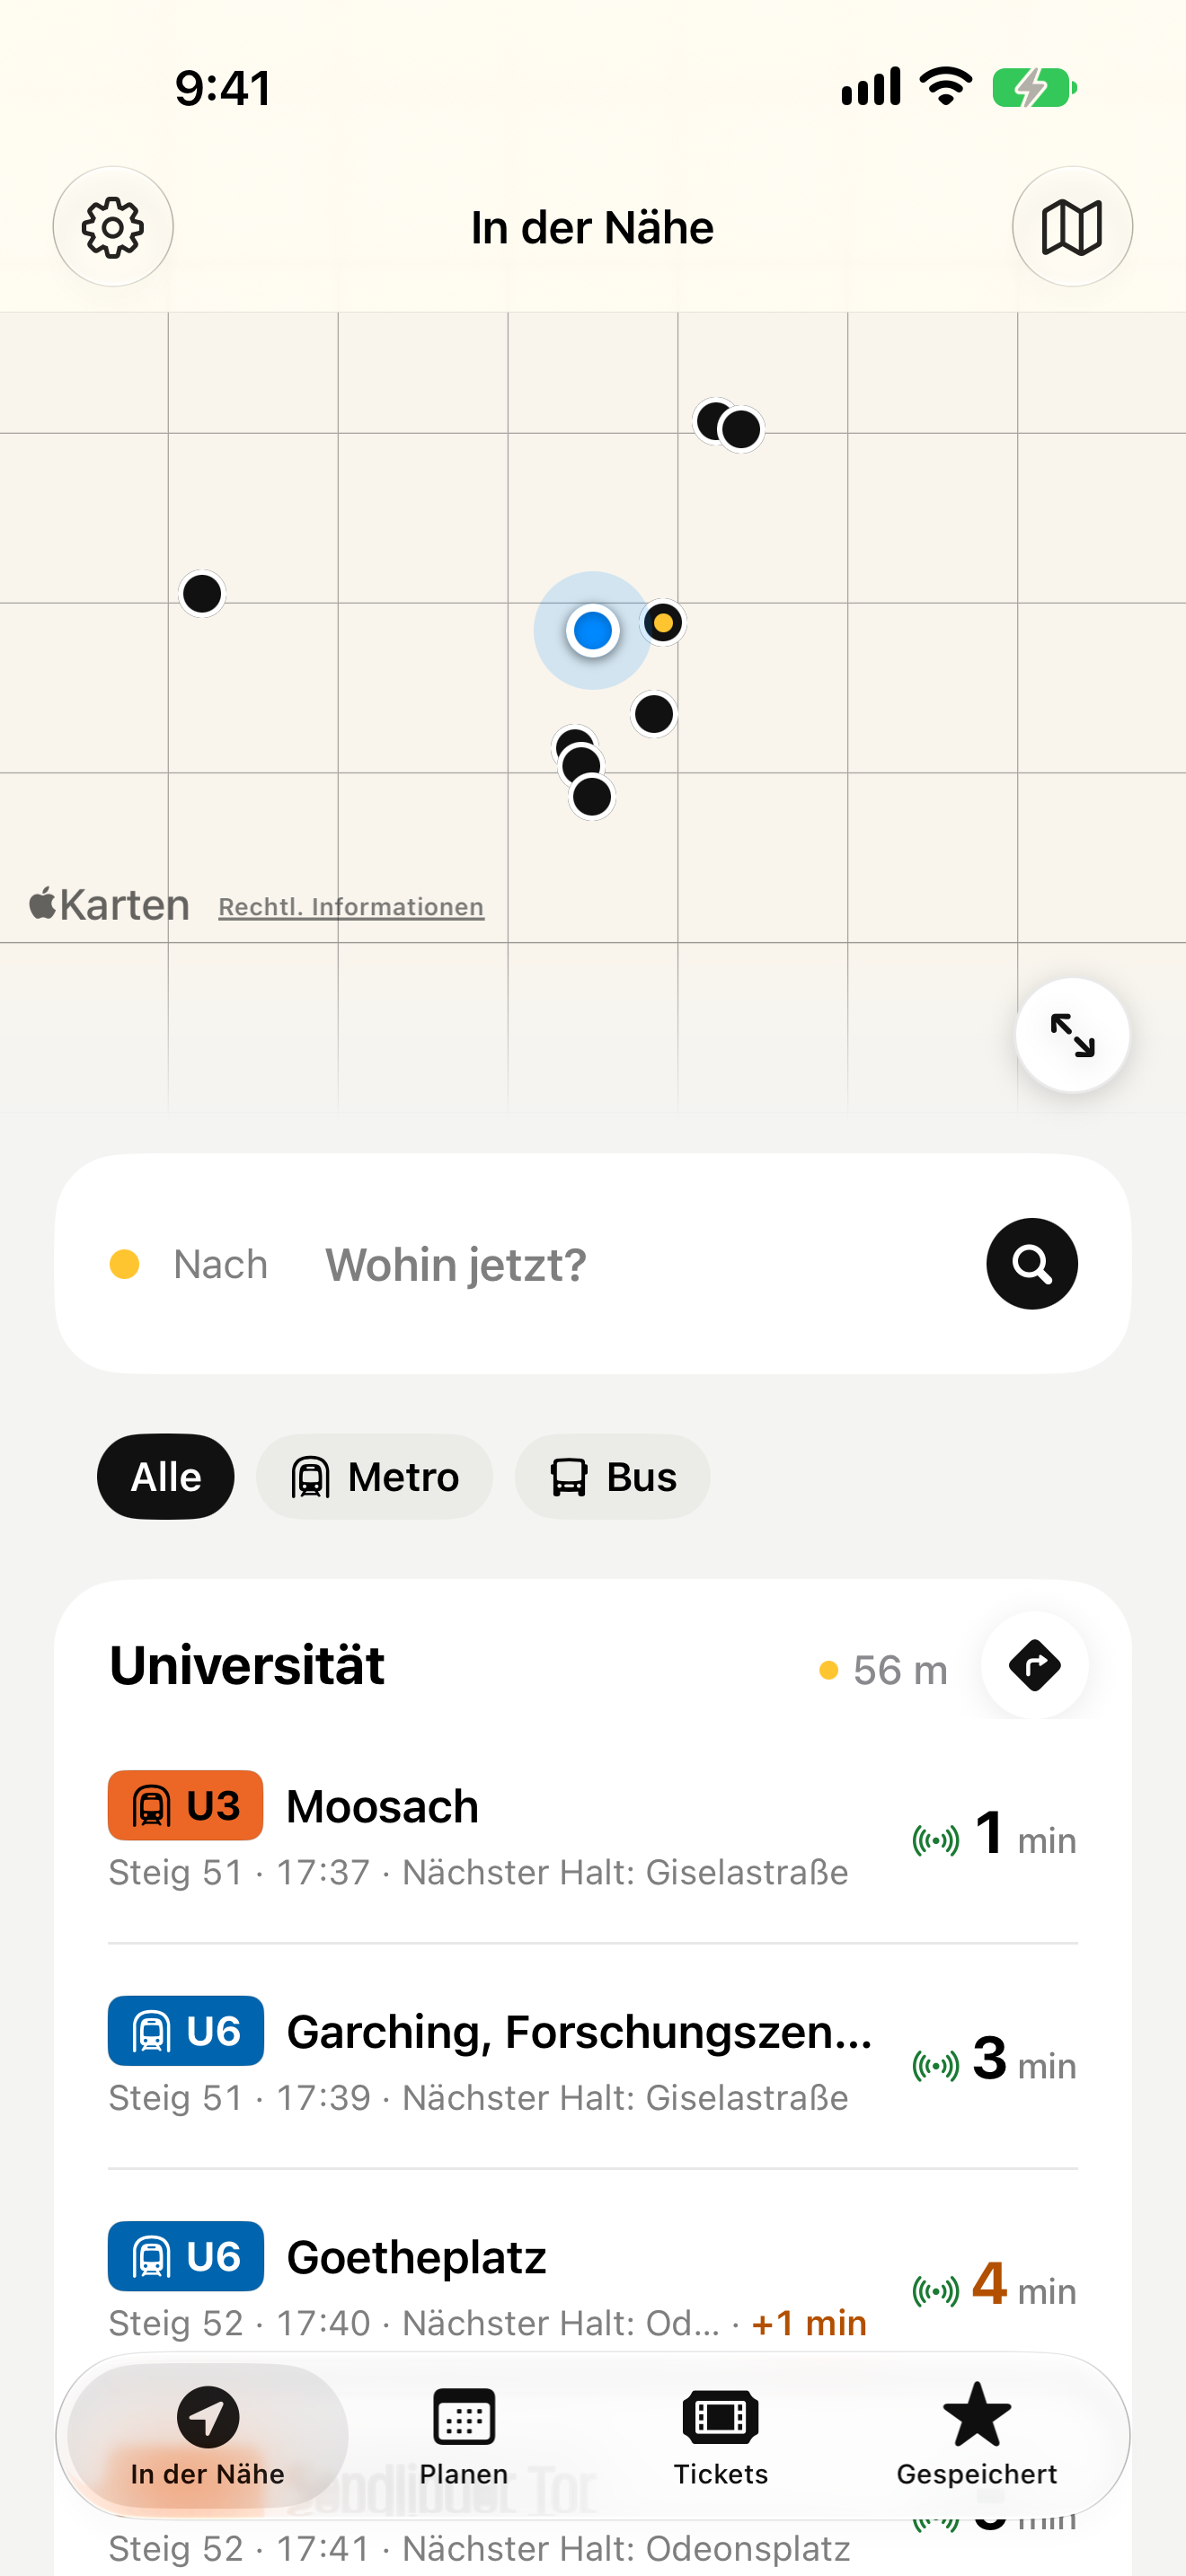 9:41
In der Nähe
Karten Rechtl. Informationen
Nach Wohin jetzt?
Alle Metro Bus
Universität 56 m
U3 Moosach 1 min
Steig 51 · 17:37 · Nächster Halt: Giselastraße
U6 Garching, Forschungszen... 3 min
Steig 51 · 17:39 · Nächster Halt: Giselastraße
U6 Goetheplatz 4 min
Steig 52 · 17:40 · Nächster Halt: Od... · +1 min
In der Nähe Planen Tickets Gespeichert
Steig 52 · 17:41 · Nächster Halt: Odeonsplatz